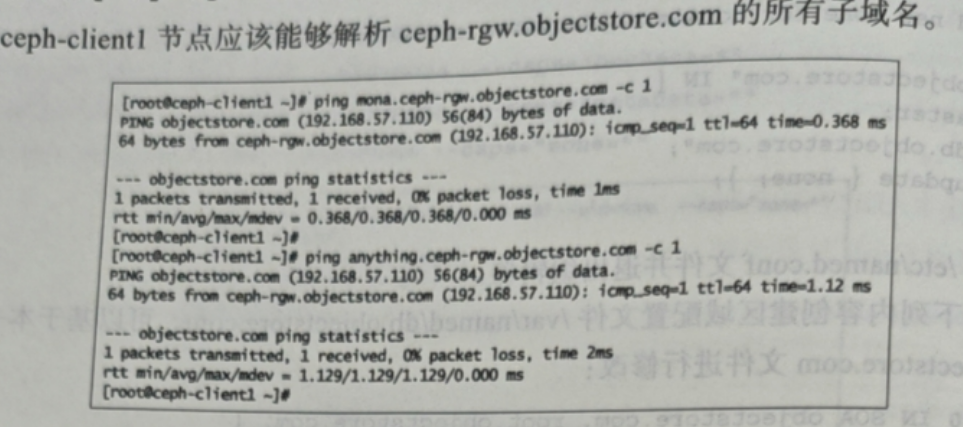 ceph-client1 节点应该能够解析 ceph-rgw.objectstore.com 的所有子域名。
[root@ceph-client1 ~]# ping mona.ceph-rgw.objectstore.com -c 1
PING objectstore.com (192.168.57.110) 56(84) bytes of data.
64 bytes from ceph-rgw.objectstore.com (192.168.57.110): icmp_seq=1 ttl=64 time=0.368 ms
--- objectstore.com ping statistics ---
1 packets transmitted, 1 received, 0% packet loss, time 1ms
rtt min/avg/max/mdev = 0.368/0.368/0.368/0.000 ms
[root@ceph-client1 ~]#
[root@ceph-client1 ~]# ping anything.ceph-rgw.objectstore.com -c 1
PING objectstore.com (192.168.57.110) 56(84) bytes of data.
64 bytes from ceph-rgw.objectstore.com (192.168.57.110): icmp_seq=1 ttl=64 time=1.12 ms
--- objectstore.com ping statistics ---
1 packets transmitted, 1 received, 0% packet loss, time 2ms
rtt min/avg/max/mdev = 1.129/1.129/1.129/0.000 ms
[root@ceph-client1 ~]#